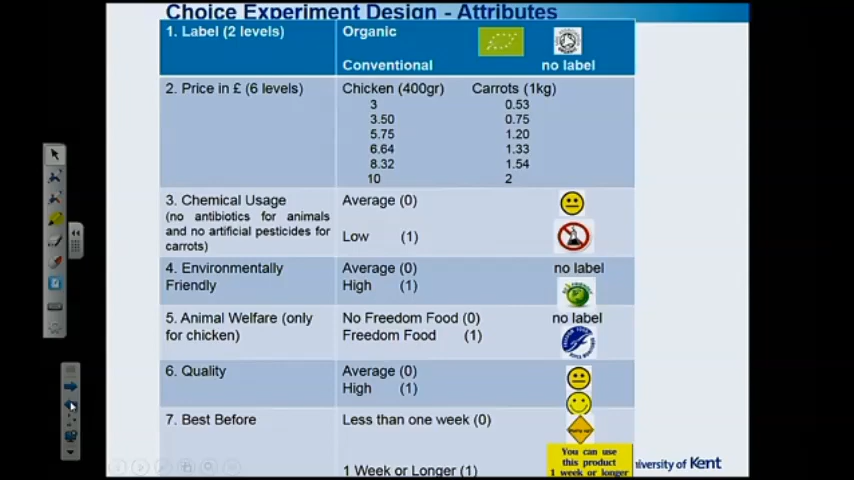 Choice Experiment Design - Attributes
1. Label (2 levels) Organic
Conventional no label
2. Price in £ (6 levels) Chicken (400gr) Carrots (1kg)
3 0.53
3.50 0.75
5.75 1.20
6.64 1.33
8.32 1.54
10 2
3. Chemical Usage Average (0)
(no antibiotics for animals
and no artificial pesticides for Low (1)
carrots)
4. Environmentally Average (0) no label
Friendly High (1)
5. Animal Welfare (only No Freedom Food (0) no label
for chicken) Freedom Food (1)
6. Quality Average (0)
High (1)
7. Best Before Less than one week (0)
You can use
this product
1 Week or Longer (1) 1 week or longer
niversity of Kent